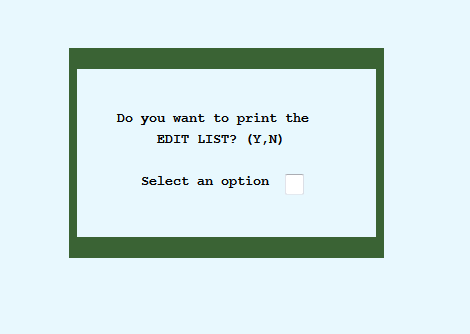 Do you want to print the
EDIT LIST? (Y,N)
Select an option